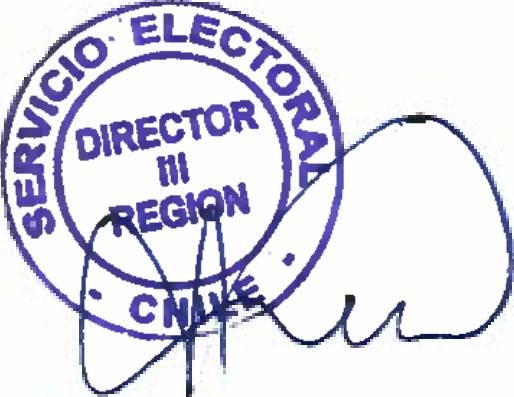 SERVICIO ELECTORAL
DIRECTOR
III
REGION
CHILE